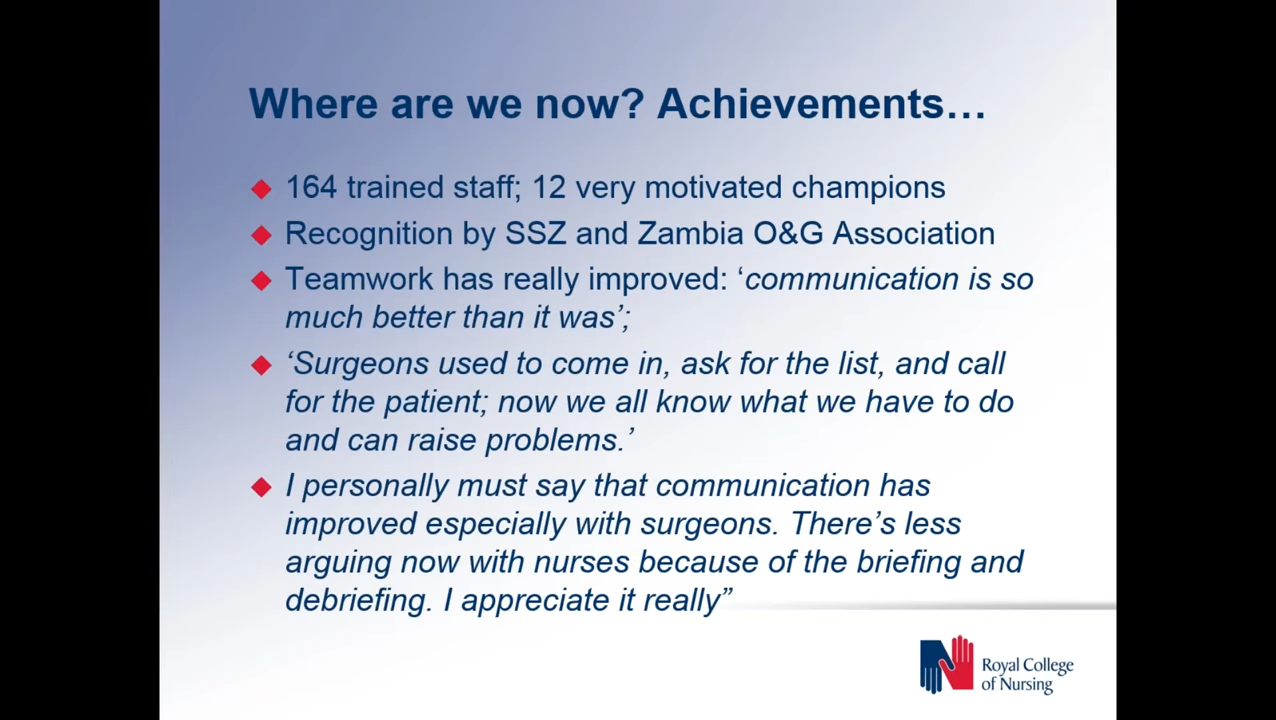 Where are we now? Achievements…
164 trained staff; 12 very motivated champions
Recognition by SSZ and Zambia O&G Association
Teamwork has really improved: ‘communication is so
much better than it was’;
‘Surgeons used to come in, ask for the list, and call
for the patient; now we all know what we have to do
and can raise problems.’
I personally must say that communication has
improved especially with surgeons. There’s less
arguing now with nurses because of the briefing and
debriefing. I appreciate it really”
Royal College
of Nursing